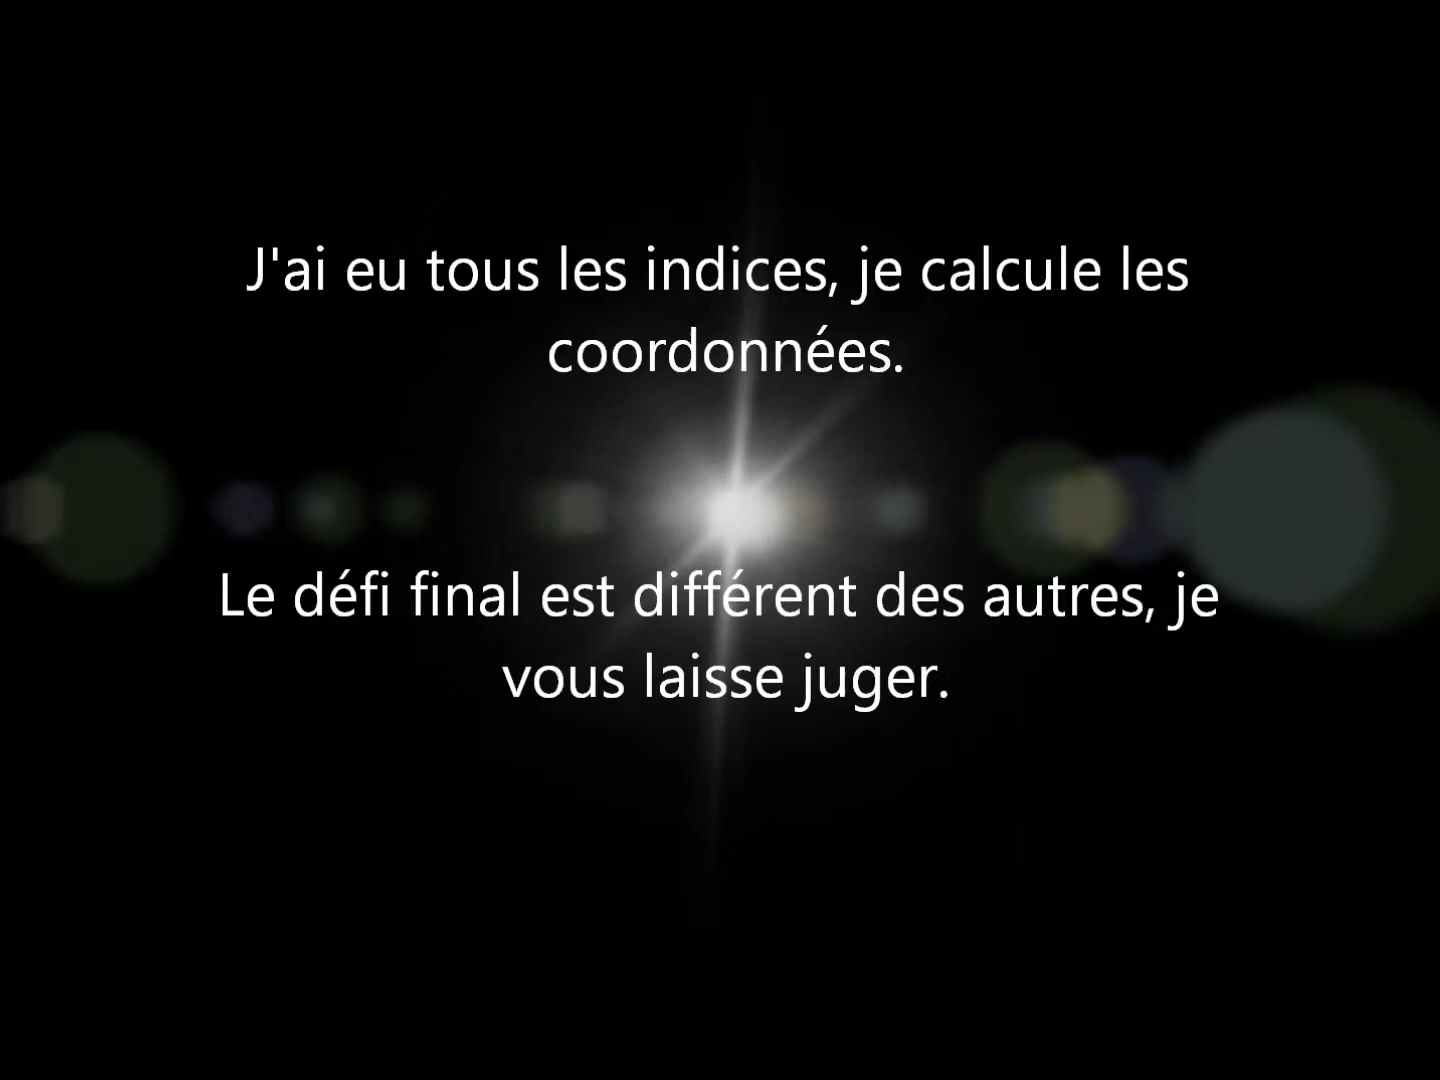 J'ai eu tous les indices, je calcule les
coordonnées.
Le défi final est différent des autres, je
vous laisse juger.